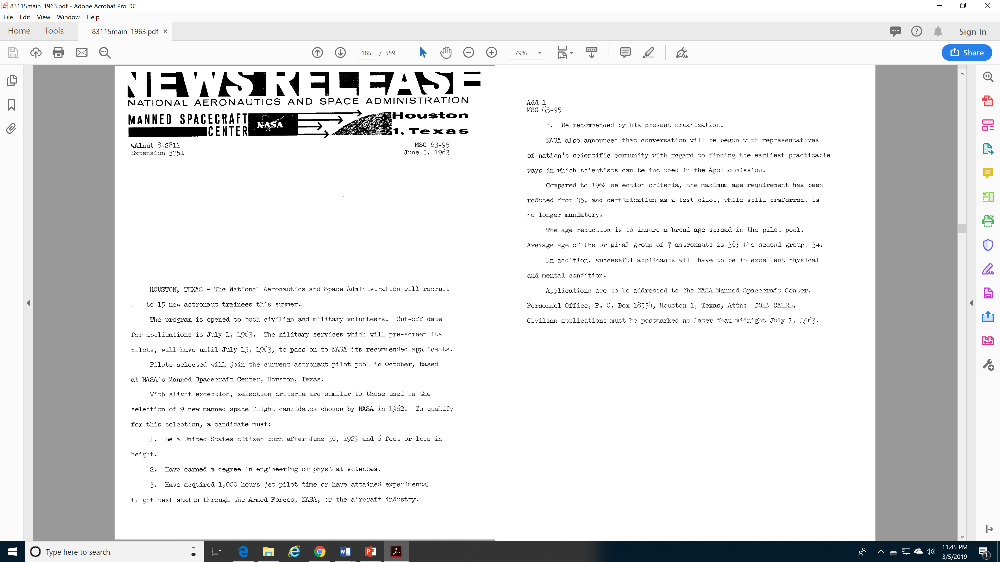 83115main_1963.pdf - Adobe Acrobat Pro DC
File Edit View Window Help
Home Tools 83115main_1963.pdf × Sign In
185 / 559 79% Share
NEWS RELEASE
NATIONAL AERONAUTICS AND SPACE ADMINISTRATION
MANNED SPACECRAFT
CENTER
NASA
Houston
1, Texas
WAlnut 8-2811
Extension 3751
MSC 63-95
June 5, 1963
HOUSTON, TEXAS - The National Aeronautics and Space Administration will recruit
to 15 new astronaut trainees this summer.
The program is opened to both civilian and military volunteers. Cut-off date
for applications is July 1, 1963. The military services which will pre-screen its
pilots, will have until July 15, 1963, to pass on to NASA its recommended applicants.
Pilots selected will join the current astronaut pilot pool in October, based
at NASA's Manned Spacecraft Center, Houston, Texas.
With slight exception, selection criteria are similar to those used in the
selection of 9 new manned space flight candidates chosen by NASA in 1962. To qualify
for this selection, a candidate must:
1. Be a United States citizen born after June 30, 1929 and 6 feet or less in
height.
2. Have earned a degree in engineering or physical sciences.
3. Have acquired 1,000 hours jet pilot time or have attained experimental
flight test status through the Armed Forces, NASA, or the aircraft industry.
Add 1
MSC 63-95
4. Be recommended by his present organization.
NASA also announced that conversation will be begun with representatives
of nation's scientific community with regard to finding the earliest practicable
ways in which scientists can be included in the Apollo mission.
Compared to 1962 selection criteria, the maximum age requirement has been
reduced from 35, and certification as a test pilot, while still preferred, is
no longer mandatory.
The age reduction is to insure a broad age spread in the pilot pool.
Average age of the original group of 7 astronauts is 38; the second group, 34.
In addition, successful applicants will have to be in excellent physical
and mental condition.
Applications are to be addressed to the NASA Manned Spacecraft Center,
Personnel Office, P. O. Box 18534, Houston 1, Texas, Attn: JOHN CAIRL.
Civilian applications must be postmarked no later than midnight July 1, 1963.
Type here to search
11:45 PM
3/5/2019
1